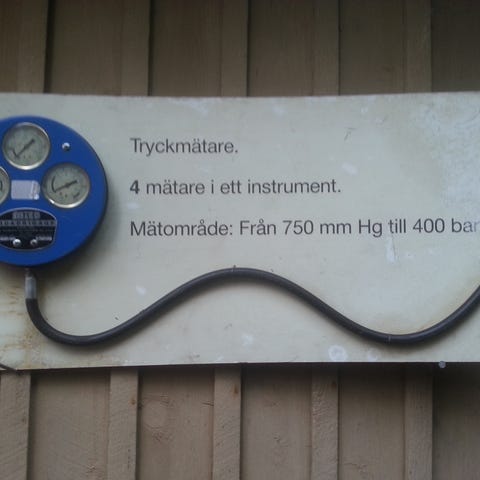 Tryckmätare.
4 mätare i ett instrument.
Mätområde: Från 750 mm Hg till 400 bar